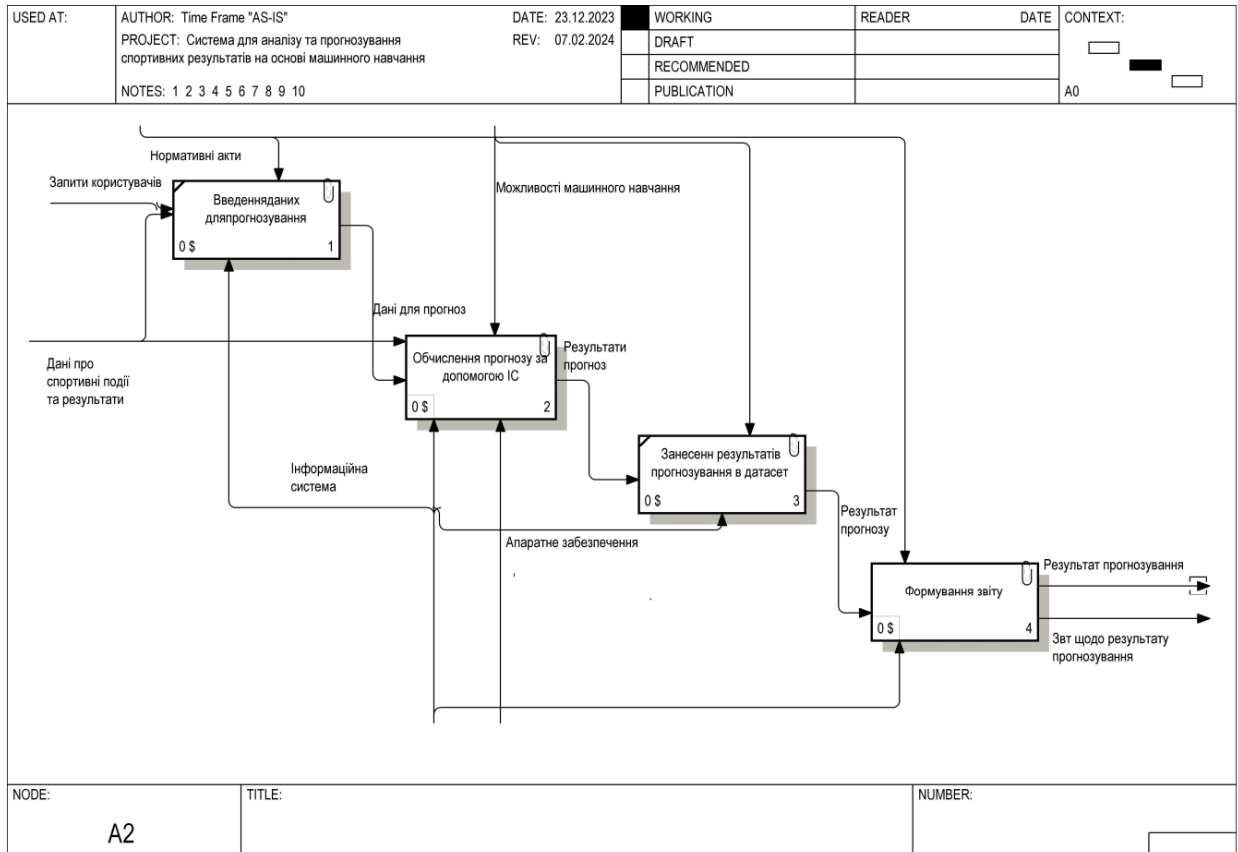 USED AT:
AUTHOR: Time Frame "AS-IS"
DATE: 23.12.2023
WORKING
READER
DATE
CONTEXT:
PROJECT: Система для аналізу та прогнозування
спортивних результатів на основі машинного навчання
REV: 07.02.2024
DRAFT
RECOMMENDED
NOTES: 1 2 3 4 5 6 7 8 9 10
PUBLICATION
A0
Нормативні акти
Запити користувачів
Введенняданих
дляпрогнозування
0 $
1
Можливості машинного навчання
Дані для прогноз
Дані про
спортивні події
та результати
Обчислення прогнозу за
допомогою ІС
0 $
2
Результати
прогноз
Інформаційна
система
Занесенн результатів
прогнозування в датасет
0 $
3
Апаратне забезпечення
Результат
прогнозу
Формування звіту
0 $
4
Результат прогнозування
Звт щодо результату
прогнозування
NODE:
A2
TITLE:
NUMBER: